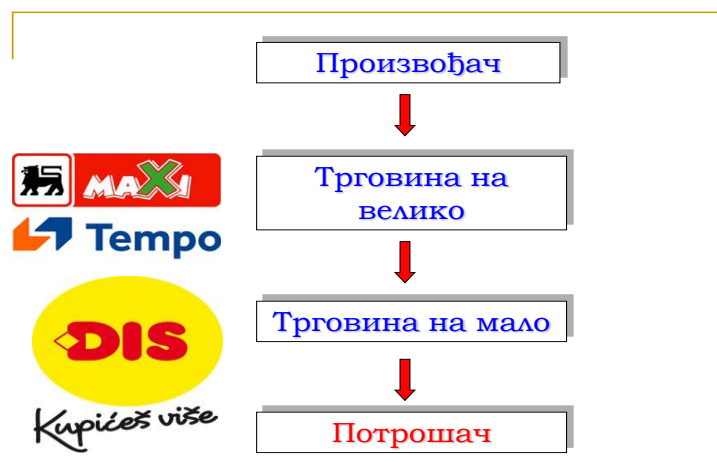 Произвођач
Трговина на
велико
Трговина на мало
Потрошач
MAXI
Tempo
DIS
Kupićeš više